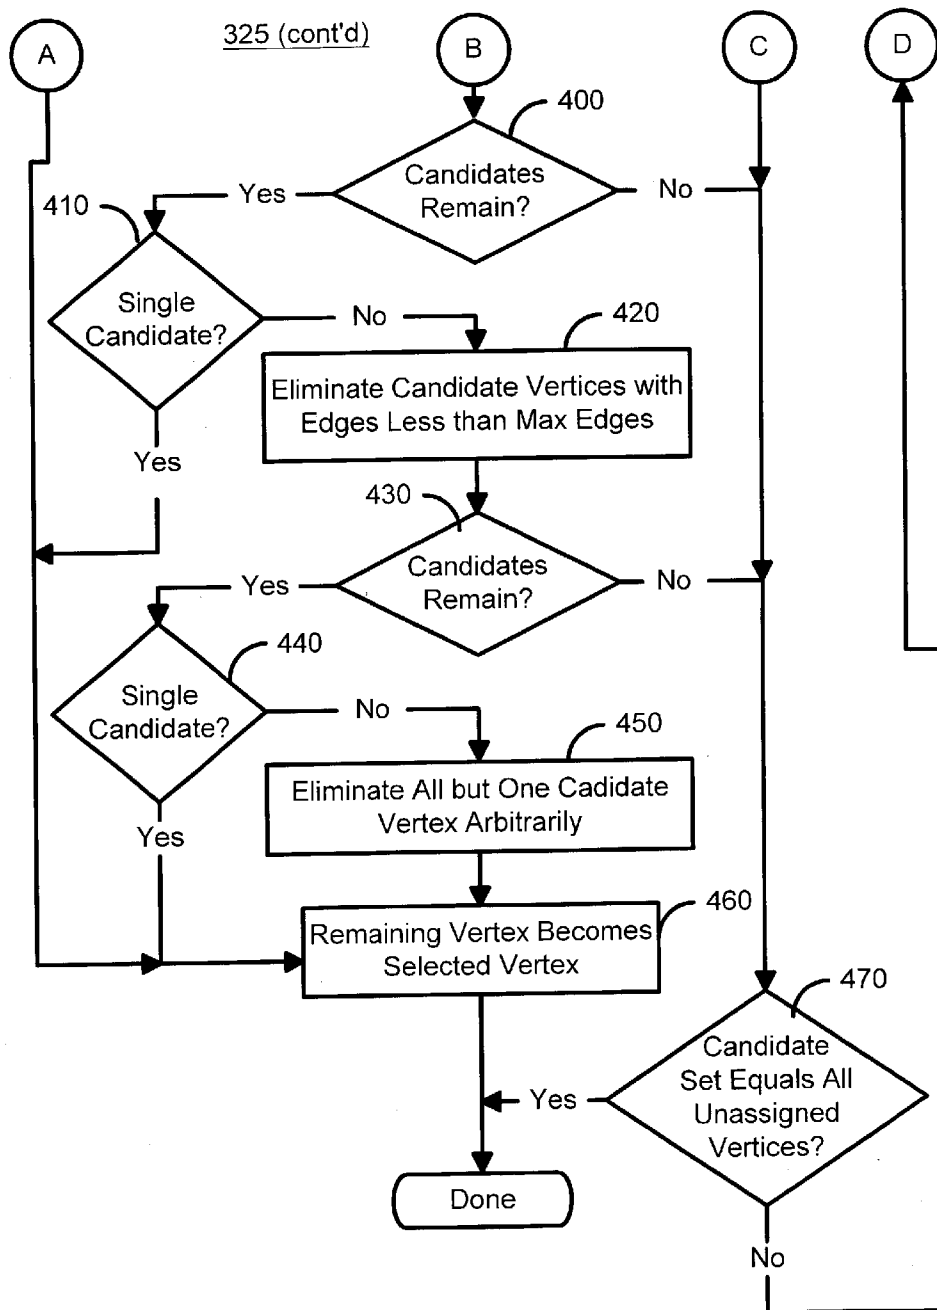 A
325 (cont'd)
B
C
D
400
Candidates
Remain?
Yes
No
410
Single
Candidate?
No
420
Eliminate Candidate Vertices with
Edges Less than Max Edges
Yes
430
Candidates
Remain?
Yes
No
440
Single
Candidate?
No
450
Eliminate All but One Cadidate
Vertex Arbitrarily
Yes
460
Remaining Vertex Becomes
Selected Vertex
470
Candidate
Set Equals All
Unassigned
Vertices?
Yes
Done
No